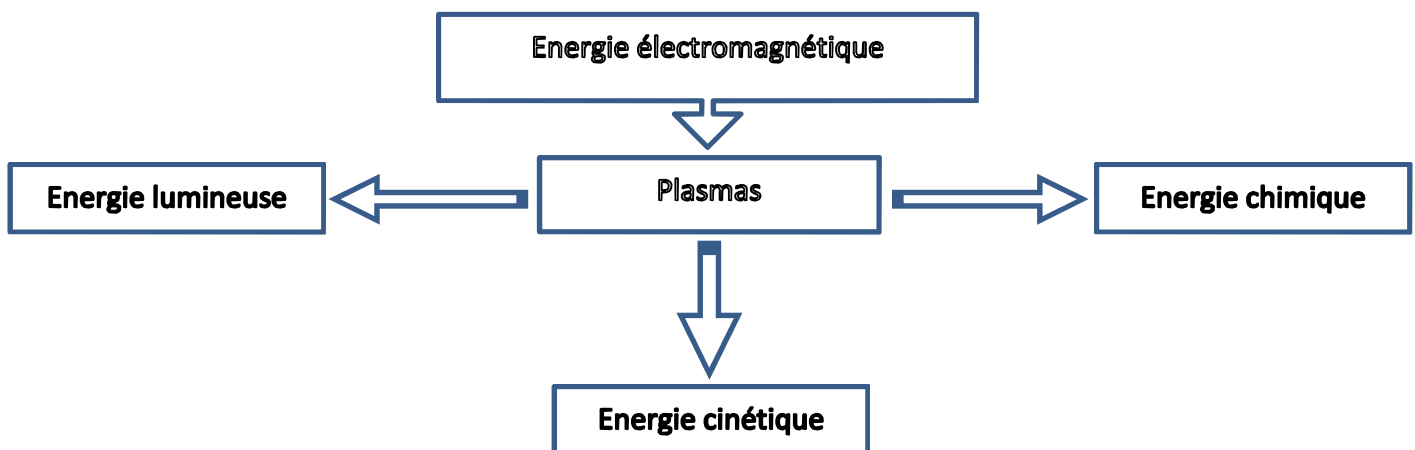 Energie électromagnétique
Energie lumineuse
Plasmas
Energie chimique
Energie cinétique